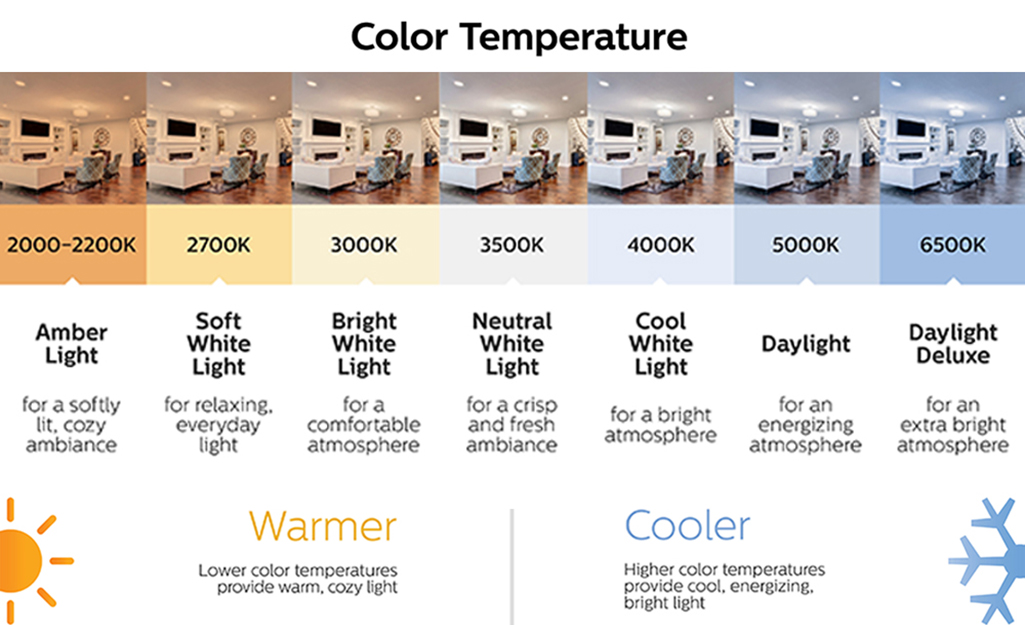 Color Temperature
2000–2200K
2700K
3000K
3500K
4000K
5000K
6500K
Amber
Light
for a softly
lit, cozy
ambiance
Soft
White
Light
for relaxing,
everyday
light
Bright
White
Light
for a
comfortable
atmosphere
Neutral
White
Light
for a crisp
and fresh
ambiance
Cool
White
Light
for a bright
atmosphere
Daylight
for an
energizing
atmosphere
Daylight
Deluxe
for an
extra bright
atmosphere
Warmer
Lower color temperatures
provide warm, cozy light
Cooler
Higher color temperatures
provide cool, energizing,
bright light